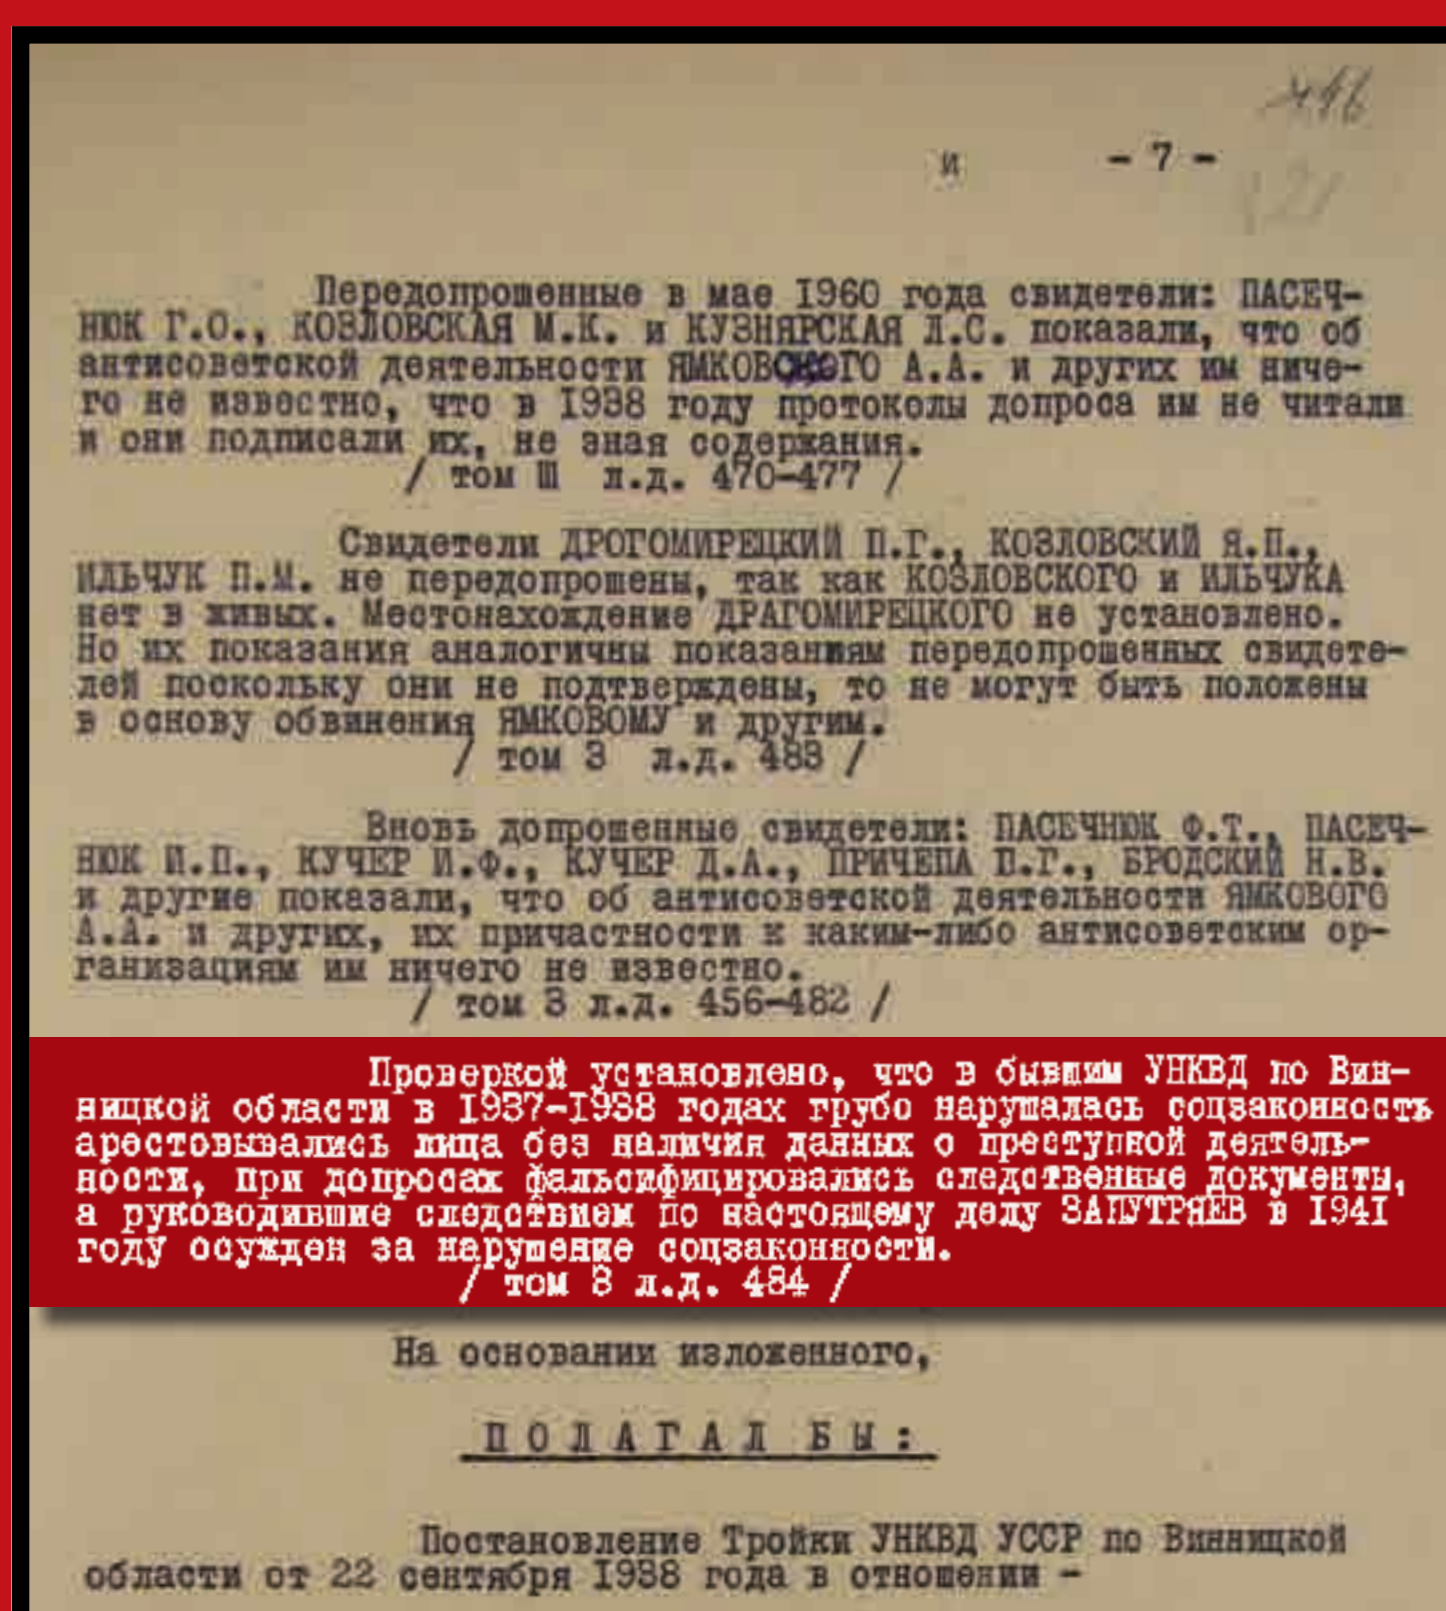 и - 7 -
21
Передопрошенные в мае 1960 года свидетели: ПАСЕЧ-
НЮК Г.О., КОЗЛОВСКАЯ М.К. и КУЗНЯРСКАЯ Л.С. показали, что об
антисоветской деятельности ЯМКОВСКОГО А.А. и других им ниче-
го не известно, что в 1938 году протоколы допроса им не читали
и они подписали их, не зная содержания.
/ том Ш л.д. 470-477 /
Свидетели ДРОГОМИРЕЦКИЙ П.Г., КОЗЛОВСКИЙ Я.П.,
ИЛЬЧУК П.М. не передопрошены, так как КОЗЛОВСКОГО и ИЛЬЧУКА
нет в живых. Местонахождение ДРАГОМИРЕЦКОГО не установлено.
Но их показания аналогичны показаниям передопрошенных свидете-
лей поскольку они не подтверждены, то не могут быть положены
в основу обвинения ЯМКОВОМУ и другим.
/ том 3 л.д. 483 /
Вновь допрошенные свидетели: ПАСЕЧНЮК Ф.Т., ПАСЕЧ-
НЮК И.П., КУЧЕР И.Ф., КУЧЕР Д.А., ПРИЧЕПА П.Г., БРОДСКИЙ Н.В.
и другие показали, что об антисоветской деятельности ЯМКОВОГО
А.А. и других, их причастности к каким-либо антисоветским ор-
ганизациям им ничего не известно.
/ том 3 л.д. 456-482 /
Проверкой установлено, что в бывшим УНКВД по Вин-
ницкой области в 1937-1938 годах грубо нарушалась соцзаконность
арестовывались лица без наличия данных о преступной деятель-
ности, при допросах фальсифицировались следственные документы,
а руководившие следствием по настоящему делу ЗАПУТРЯЕВ в 1941
году осужден за нарушение соцзаконности.
/ том 3 л.д. 484 /
На основании изложенного,
ПОЛАГАЛ БЫ:
Постановление Тройки УНКВД УССР по Винницкой
области от 22 сентября 1938 года в отношении -